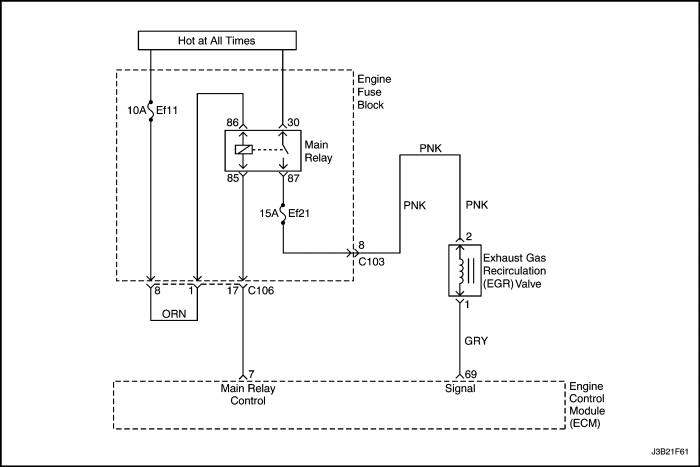 Hot at All Times
Engine
Fuse
Block
10A Ef11
86
30
Main
Relay
85
87
15A Ef21
PNK
PNK
PNK
8
C103
2
Exhaust Gas
Recirculation
(EGR) Valve
1
8
1
17
C106
ORN
GRY
7
69
Main Relay
Control
Signal
Engine
Control
Module
(ECM)
J3B21F61